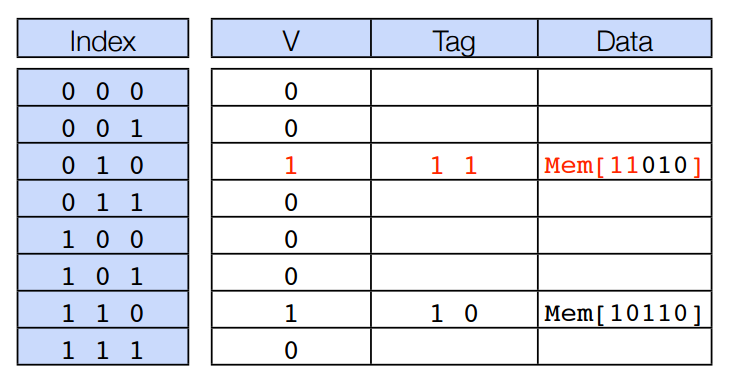 Index V Tag Data
0 0 0 0
0 0 1 0
0 1 0 1 1 1 Mem[11010]
0 1 1 0
1 0 0 0
1 0 1 0
1 1 0 1 1 0 Mem[10110]
1 1 1 0